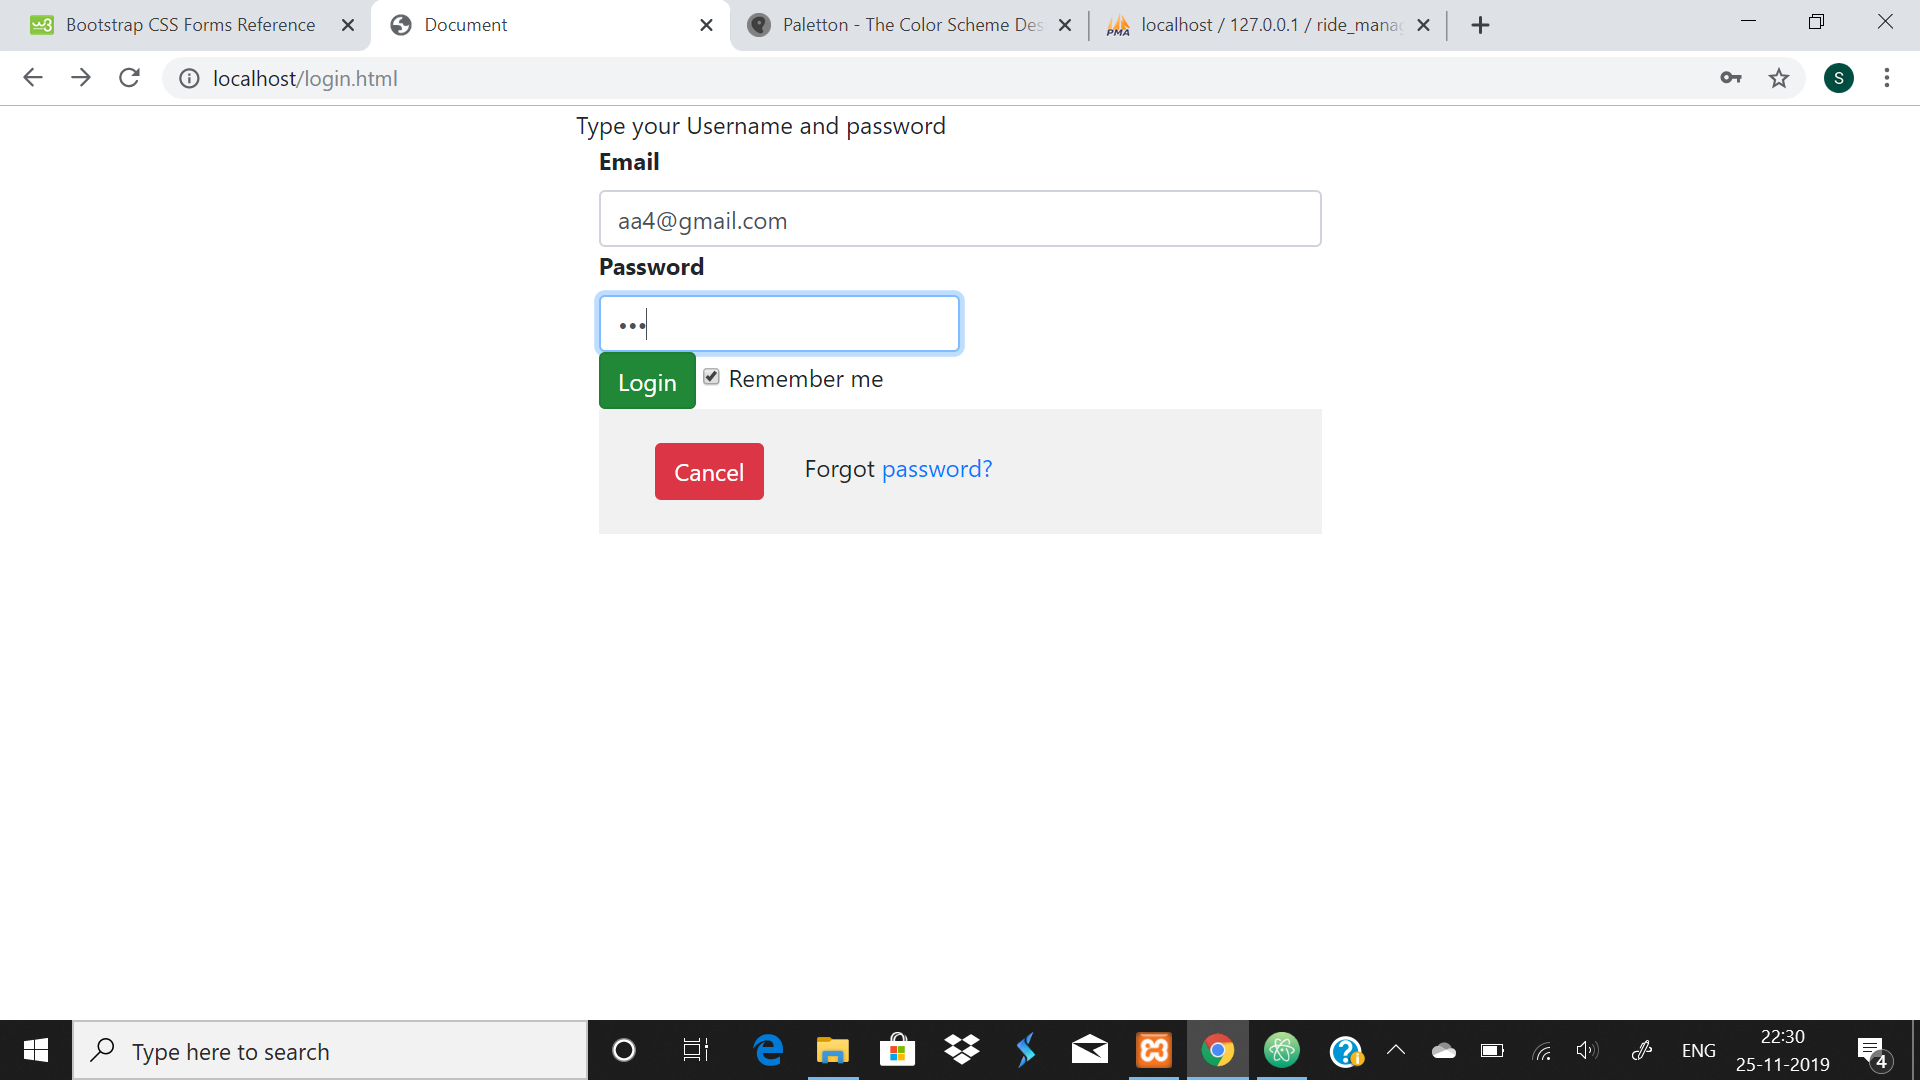 Bootstrap CSS Forms Reference
Document
Paletton - The Color Scheme Des
localhost / 127.0.0.1 / ride_manag
localhost/login.html
S
Type your Username and password
Email
aa4@gmail.com
Password
•••
Login
Remember me
Cancel
Forgot password?
Type here to search
ENG
22:30
25-11-2019
4